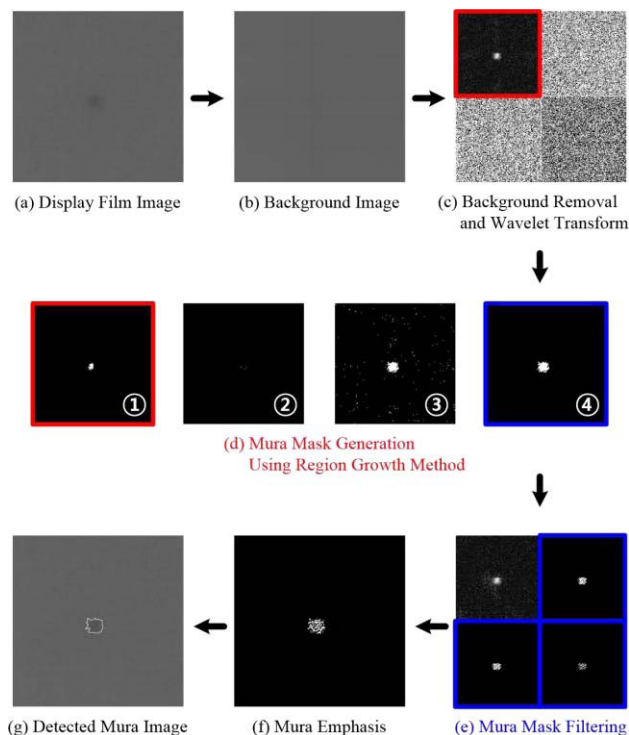 (a) Display Film Image
(b) Background Image
(c) Background Removal
and Wavelet Transform
①
②
③
④
(d) Mura Mask Generation
Using Region Growth Method
(g) Detected Mura Image
(f) Mura Emphasis
(e) Mura Mask Filtering